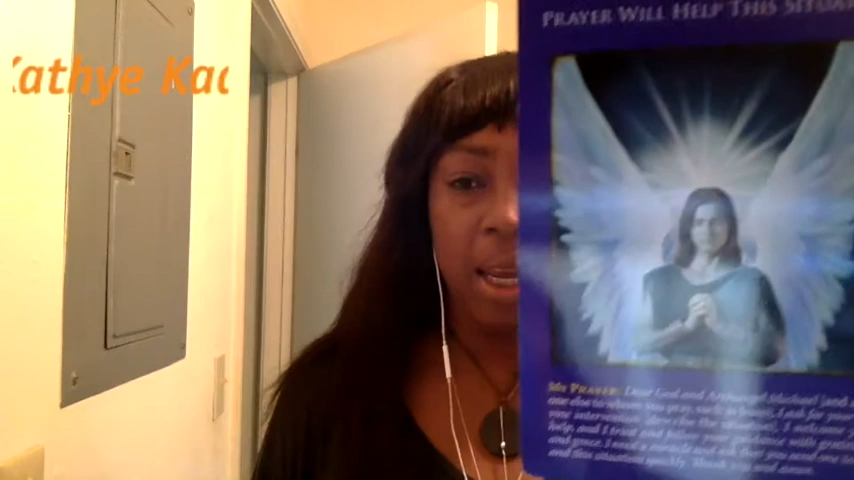 Kathye Kad
PRAYER WILL HELP THIS SITUA
MY PRAYER: Dear God and Archangel Michael [and a
one else to whom you pray, such as Jesus], I ask for you
intervention [describe the situation]. I welcome y
help, and I trust and follow your guidance with grati
and grace. I need a miracle and ask that you send one
and this situation quickly. Thank you and amen.